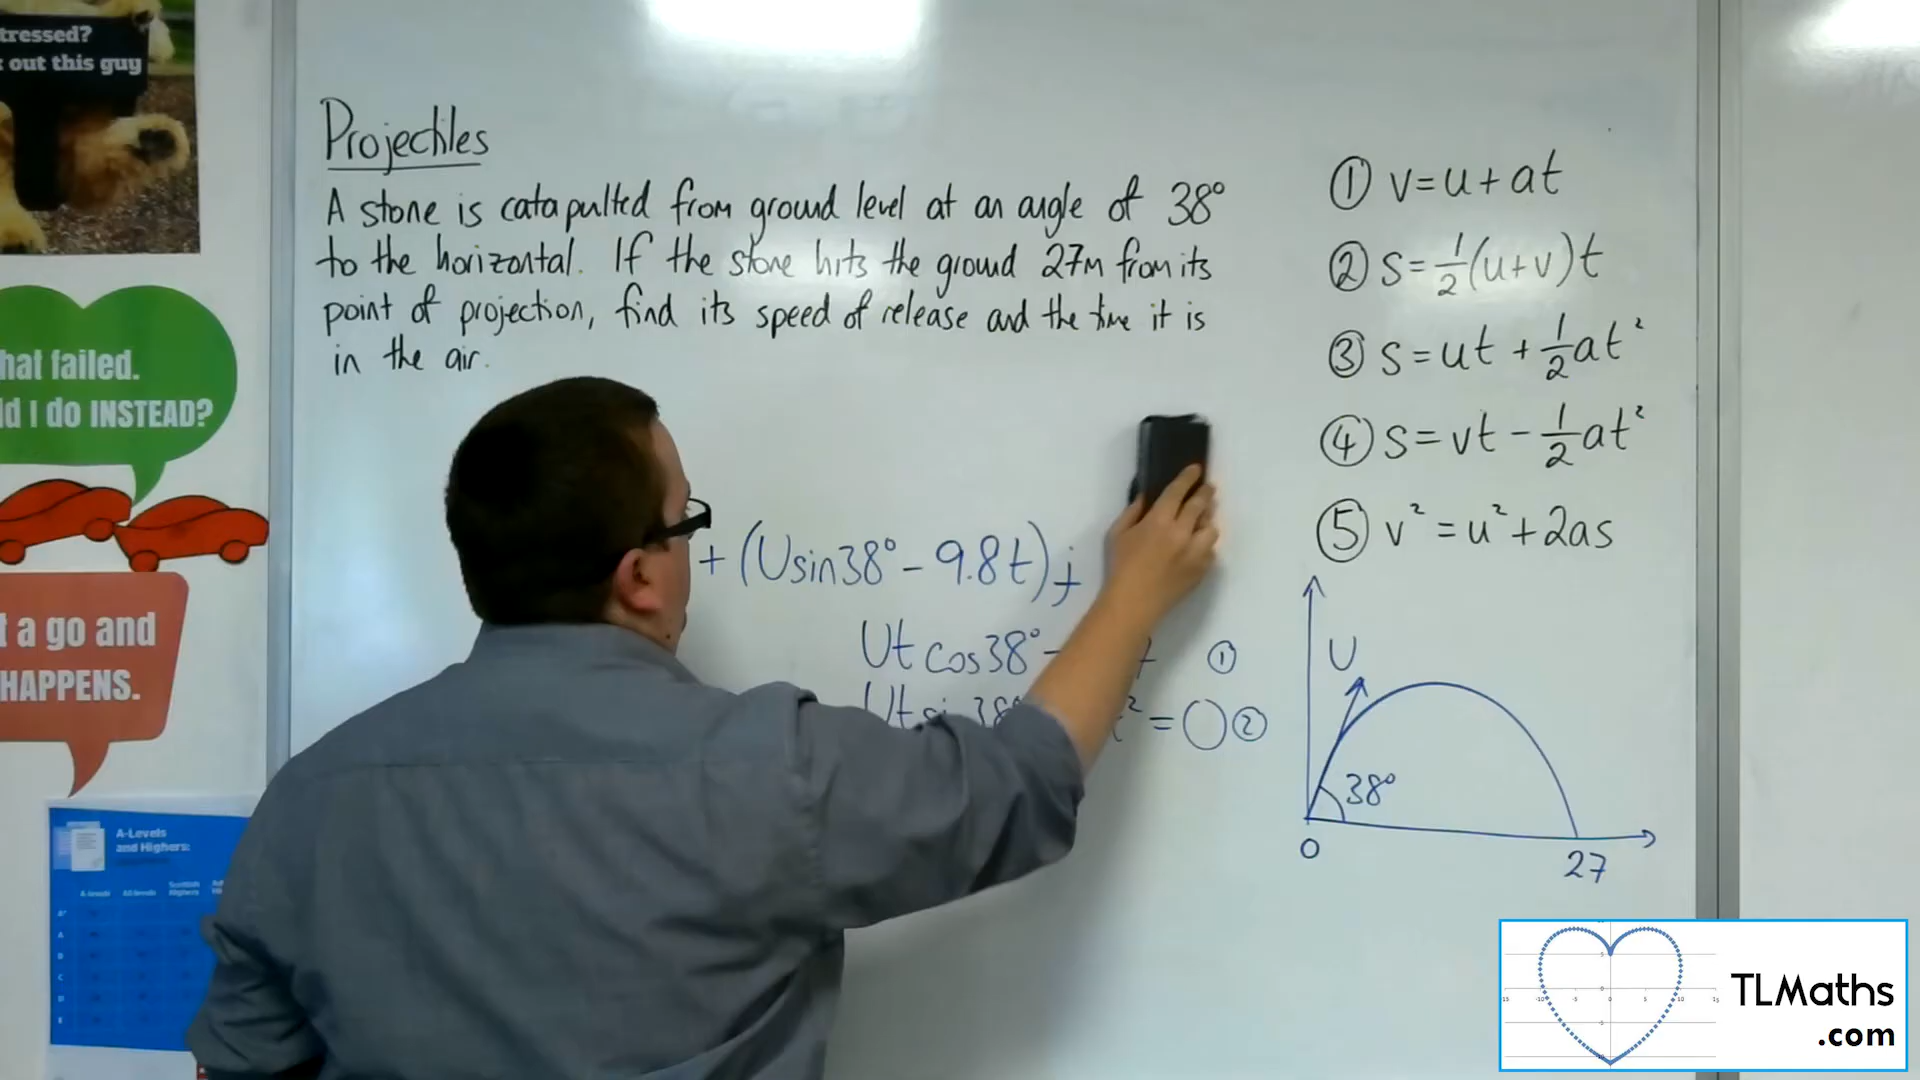 tressed?
out this guy
hat failed.
d I do INSTEAD?
t a go and
HAPPENS.
A-Levels
and Highers:
Projectiles
A stone is catapulted from ground level at an angle of 38°
to the horizontal. If the stone hits the ground 27m from its
point of projection, find its speed of release and the time it is
in the air.
+ (Usin38° - 9.8t)j
Ut cos38° ①
Ut = 0 ②
① v=u+at
② s=½(u+v)t
③ s=ut+½at²
④ s=vt-½at²
⑤ v²=u²+2as
U
38°
0
27
TLMaths
.com